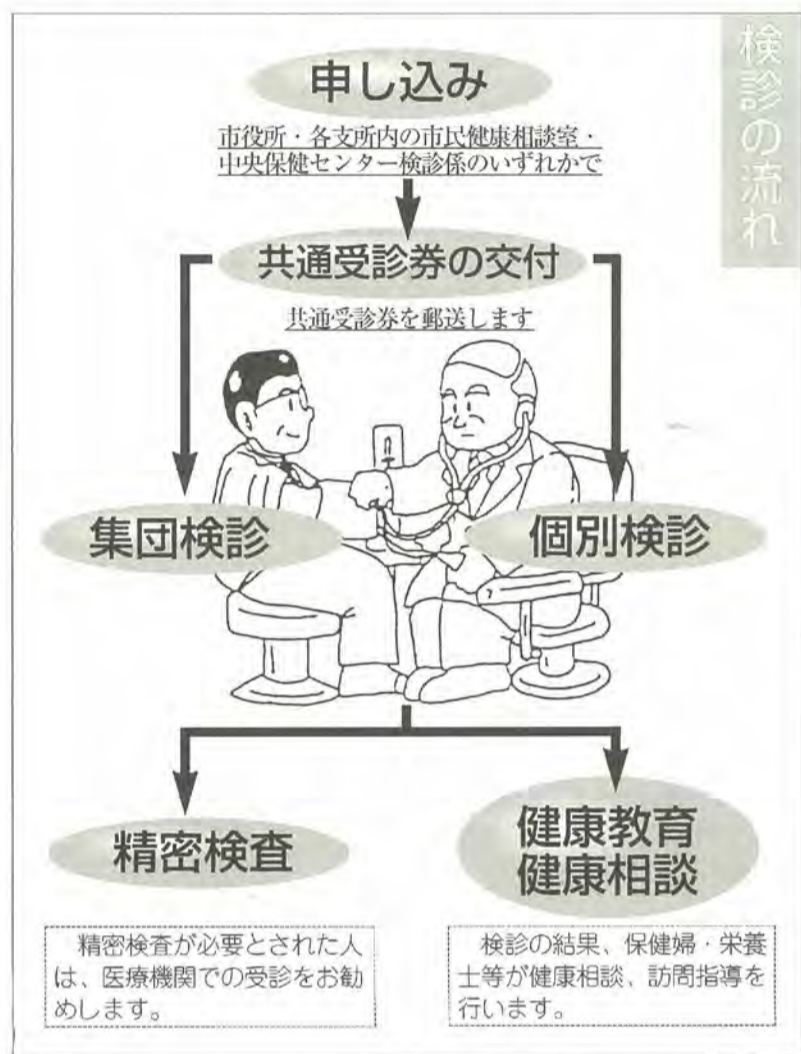 検診の流れ
申し込み
市役所・各支所内の市民健康相談室・
中央保健センター検診係のいずれかで
共通受診券の交付
共通受診券を郵送します
集団検診
個別検診
精密検査
精密検査が必要とされた人
は、医療機関での受診をお勧
めします。
健康教育
健康相談
検診の結果、保健婦・栄養
士等が健康相談、訪問指導を
行います。